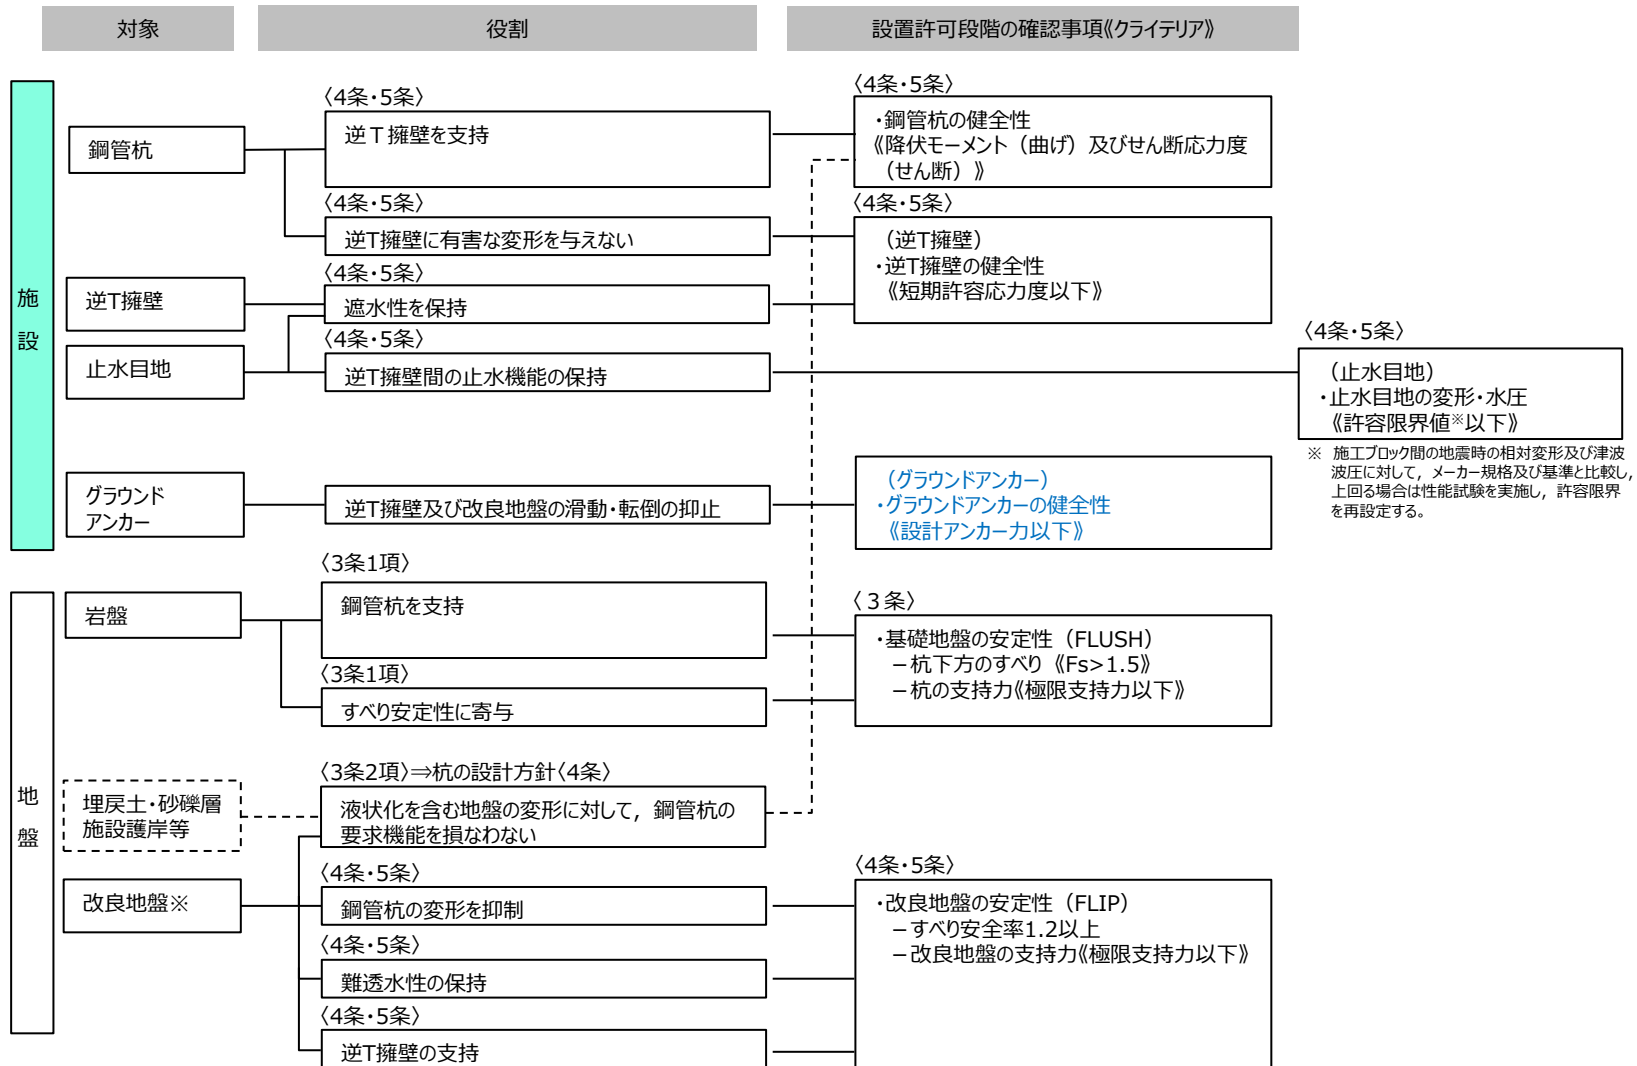 対象
役割
設置許可段階の確認事項《クライテリア》
施
設
鋼管杭
〈4条・5条〉
逆Ｔ擁壁を支持
〈4条・5条〉
・鋼管杭の健全性
《降伏モーメント（曲げ）及びせん断応力度
（せん断）》
〈4条・5条〉
逆T擁壁に有害な変形を与えない
〈4条・5条〉
（逆T擁壁）
・逆T擁壁の健全性
《短期許容応力度以下》
逆T擁壁
〈4条・5条〉
遮水性を保持
止水目地
〈4条・5条〉
逆T擁壁間の止水機能の保持
〈4条・5条〉
（止水目地）
・止水目地の変形・水圧
《許容限界値※以下》
※ 施工ブロック間の地震時の相対変形及び津波
波圧に対して，メーカー規格及び基準と比較し，
上回る場合は性能試験を実施し，許容限界
を再設定する。
グラウンド
アンカー
逆T擁壁及び改良地盤の滑動・転倒の抑止
（グラウンドアンカー）
・グラウンドアンカーの健全性
《設計アンカー力以下》
地
盤
岩盤
〈3条1項〉
鋼管杭を支持
〈３条〉
・基礎地盤の安定性（FLUSH）
－杭下方のすべり《Fs>1.5》
－杭の支持力《極限支持力以下》
〈3条1項〉
すべり安定性に寄与
埋戻土・砂礫層
施設護岸等
〈3条2項〉⇒杭の設計方針〈4条〉
液状化を含む地盤の変形に対して，鋼管杭の
要求機能を損なわない
改良地盤※
〈4条・5条〉
鋼管杭の変形を抑制
〈4条・5条〉
・改良地盤の安定性（FLIP）
－すべり安全率1.2以上
－改良地盤の支持力《極限支持力以下》
〈4条・5条〉
難透水性の保持
〈4条・5条〉
逆T擁壁の支持